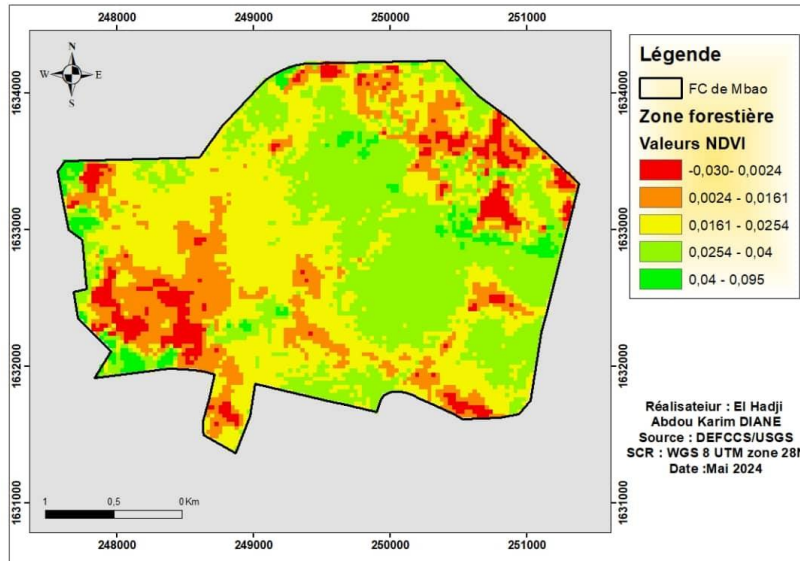 248000 249000 250000 251000
N
W E
S
1634000
1633000
1632000
1631000
1 0,5 0 Km
248000 249000 250000 251000
1634000
1633000
1632000
1631000
Légende
FC de Mbao
Zone forestière
Valeurs NDVI
-0,030- 0,0024
0,0024 - 0,0161
0,0161 - 0,0254
0,0254 - 0,04
0,04 - 0,095
Réalisateiur : El Hadji
Abdou Karim DIANE
Source : DEFCCS/USGS
SCR : WGS 8 UTM zone 28N
Date :Mai 2024